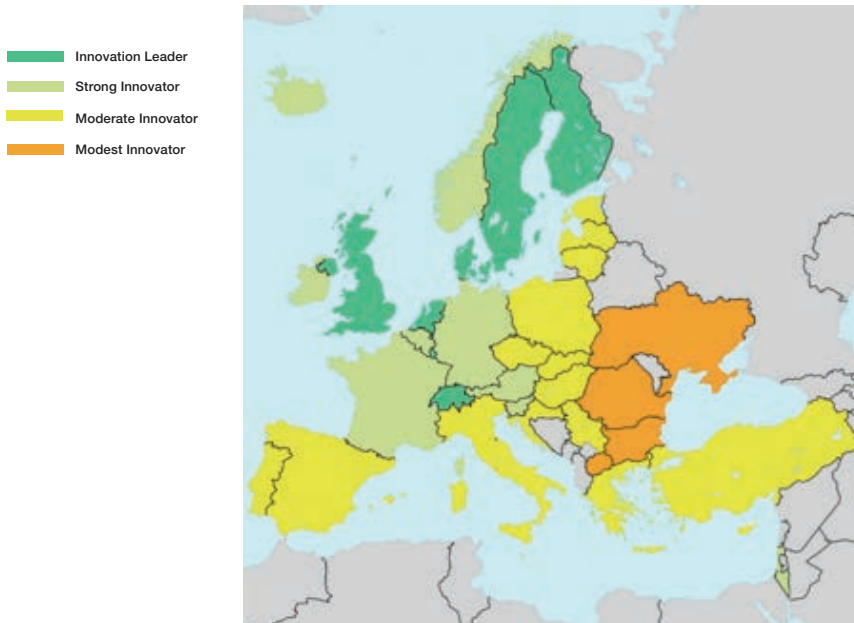 Innovation Leader
Strong Innovator
Moderate Innovator
Modest Innovator